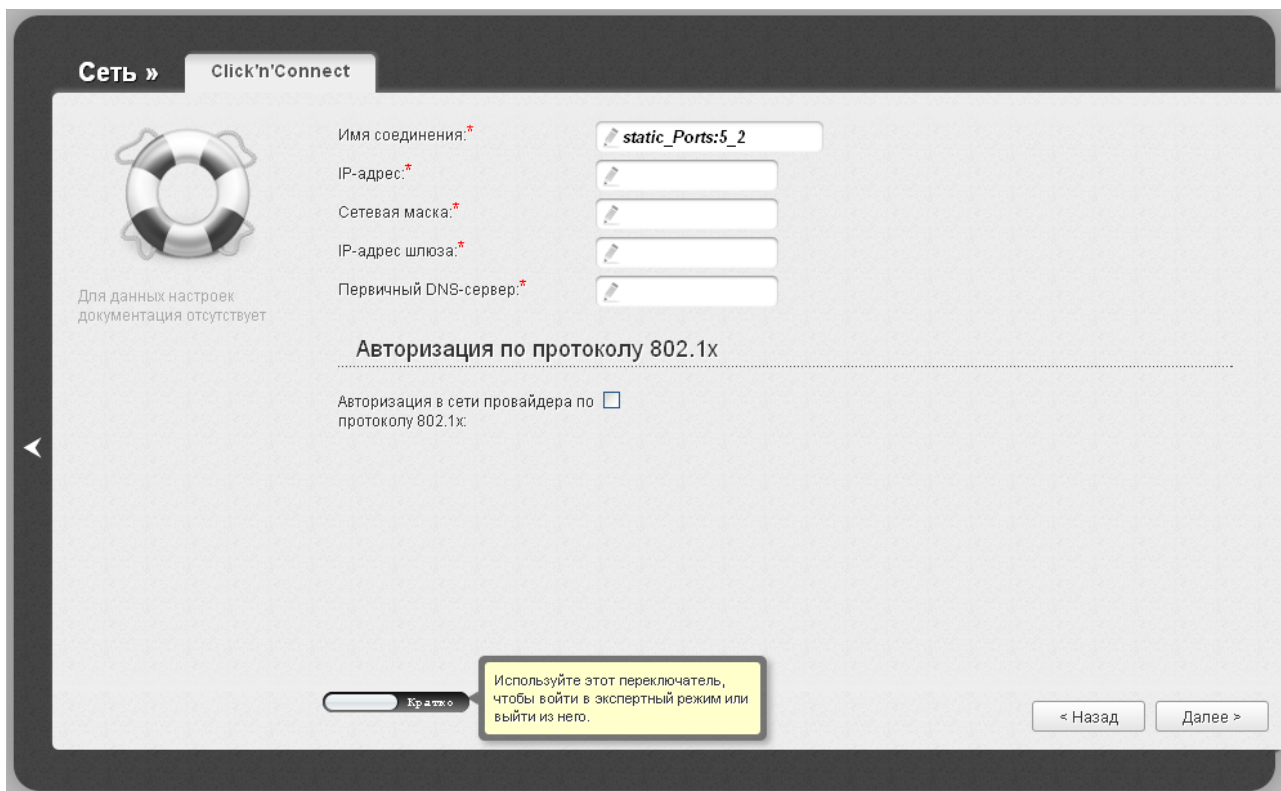 Сеть »
Click'n'Connect
Имя соединения:*
static_Ports:5_2
IP-адрес:*
Сетевая маска:*
IP-адрес шлюза:*
Первичный DNS-сервер:*
Для данных настроек
документация отсутствует
Авторизация по протоколу 802.1x
Авторизация в сети провайдера по
протоколу 802.1x:
Кратко
Используйте этот переключатель,
чтобы войти в экспертный режим или
выйти из него.
< Назад
Далее >